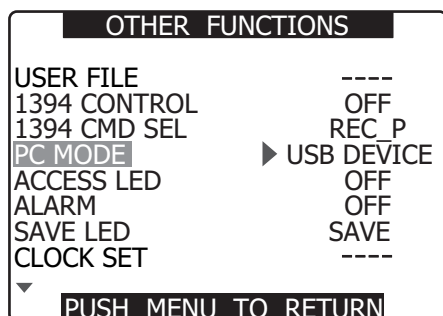 OTHER FUNCTIONS
USER FILE ----
1394 CONTROL OFF
1394 CMD SEL REC_P
PC MODE USB DEVICE
ACCESS LED OFF
ALARM OFF
SAVE LED SAVE
CLOCK SET ----
PUSH MENU TO RETURN